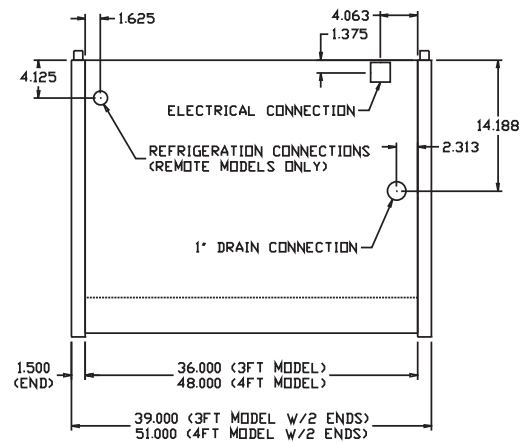 1.625
4.063
1.375
4.125
ELECTRICAL CONNECTION
14.188
REFRIGERATION CONNECTIONS
(REMOTE MODELS ONLY)
2.313
1" DRAIN CONNECTION
1.500
(END)
36.000 (3FT MODEL)
48.000 (4FT MODEL)
39.000 (3FT MODEL W/2 ENDS)
51.000 (4FT MODEL W/2 ENDS)